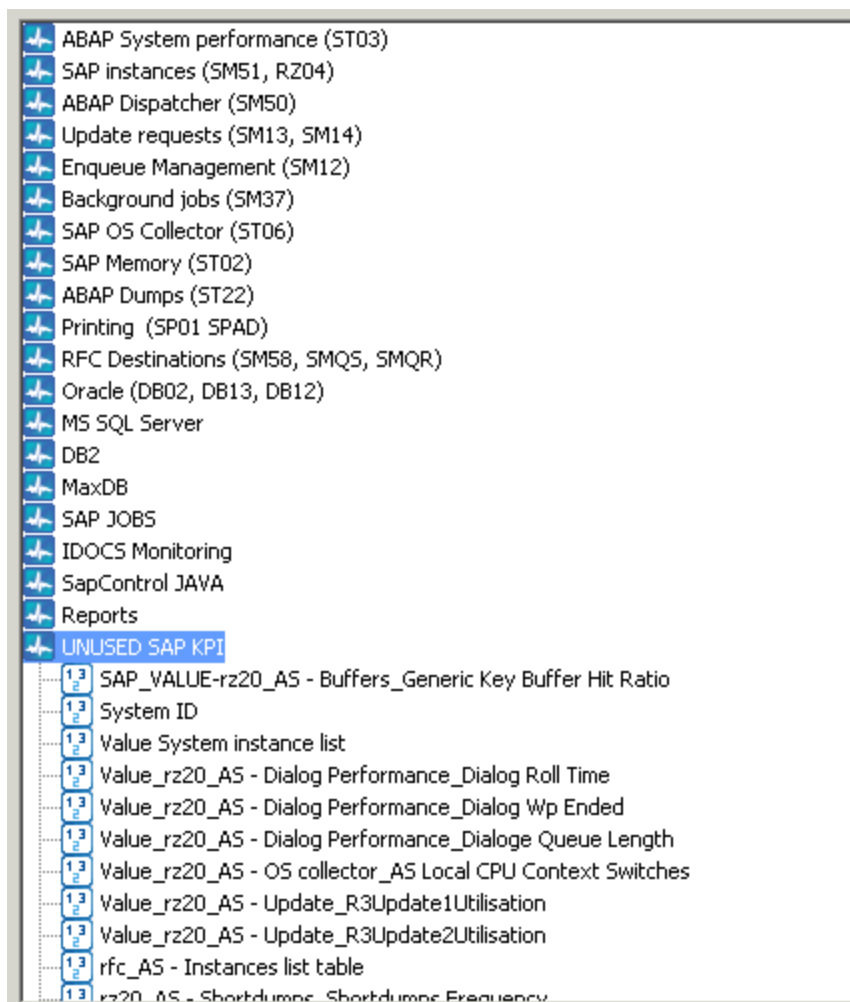 ABAP System performance (ST03)
SAP instances (SM51, RZ04)
ABAP Dispatcher (SM50)
Update requests (SM13, SM14)
Enqueue Management (SM12)
Background jobs (SM37)
SAP OS Collector (ST06)
SAP Memory (ST02)
ABAP Dumps (ST22)
Printing  (SP01 SPAD)
RFC Destinations (SM58, SMQS, SMQR)
Oracle (DB02, DB13, DB12)
MS SQL Server
DB2
MaxDB
SAP JOBS
IDOCS Monitoring
SapControl JAVA
Reports
UNUSED SAP KPI
SAP_VALUE-rz20_AS - Buffers_Generic Key Buffer Hit Ratio
System ID
Value System instance list
Value_rz20_AS - Dialog Performance_Dialog Roll Time
Value_rz20_AS - Dialog Performance_Dialog Wp Ended
Value_rz20_AS - Dialog Performance_Dialoge Queue Length
Value_rz20_AS - OS collector_AS Local CPU Context Switches
Value_rz20_AS - Update_R3Update1Utilisation
Value_rz20_AS - Update_R3Update2Utilisation
rfc_AS - Instances list table
rz20_AS - Shortdumps_Shortdumps Frequency